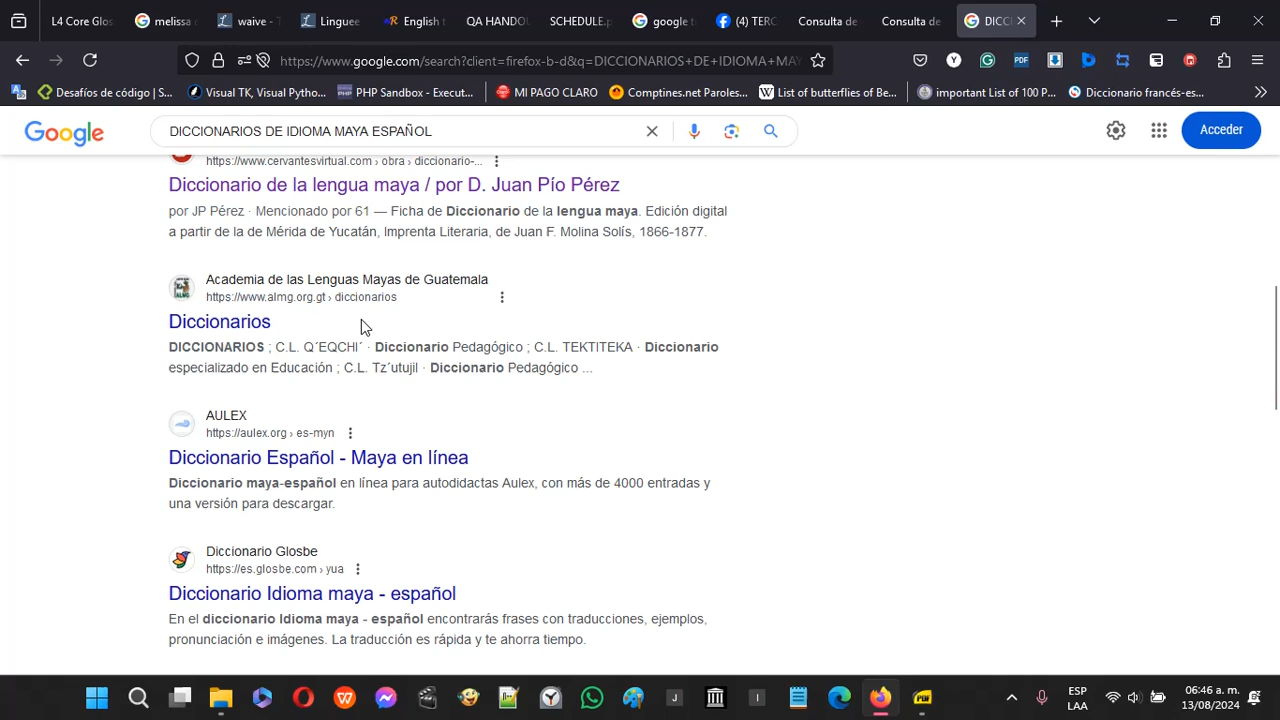 L4 Core Glos
melissa
waive -
Linguee
English t
QA HANDOU
SCHEDULE.p
google t
(4) TERC
Consulta de
Consulta de
DICC
https://www.google.com/search?client=firefox-b-d&q=DICCIONARIOS+DE+IDIOMA+MAY
Desafíos de código | S...
Visual TK, Visual Pytho...
PHP Sandbox - Execut...
MI PAGO CLARO
Comptines.net Paroles...
List of butterflies of Be...
important List of 100 P...
Diccionario francés-es...
Google
DICCIONARIOS DE IDIOMA MAYA ESPAÑOL
Acceder
https://www.cervantesvirtual.com › obra › diccionario-...
Diccionario de la lengua maya / por D. Juan Pío Pérez
por JP Pérez · Mencionado por 61 — Ficha de Diccionario de la lengua maya. Edición digital
a partir de la de Mérida de Yucatán, Imprenta Literaria, de Juan F. Molina Solís, 1866-1877.
Academia de las Lenguas Mayas de Guatemala
https://www.almg.org.gt › diccionarios
Diccionarios
DICCIONARIOS ; C.L. Q´EQCHI´ · Diccionario Pedagógico ; C.L. TEKTITEKA · Diccionario
especializado en Educación ; C.L. Tz´utujil · Diccionario Pedagógico ...
AULEX
https://aulex.org › es-myn
Diccionario Español - Maya en línea
Diccionario maya-español en línea para autodidactas Aulex, con más de 4000 entradas y
una versión para descargar.
Diccionario Glosbe
https://es.glosbe.com › yua
Diccionario Idioma maya - español
En el diccionario Idioma maya - español encontrarás frases con traducciones, ejemplos,
pronunciación e imágenes. La traducción es rápida y te ahorra tiempo.
ESP
LAA
06:46 a. m.
13/08/2024